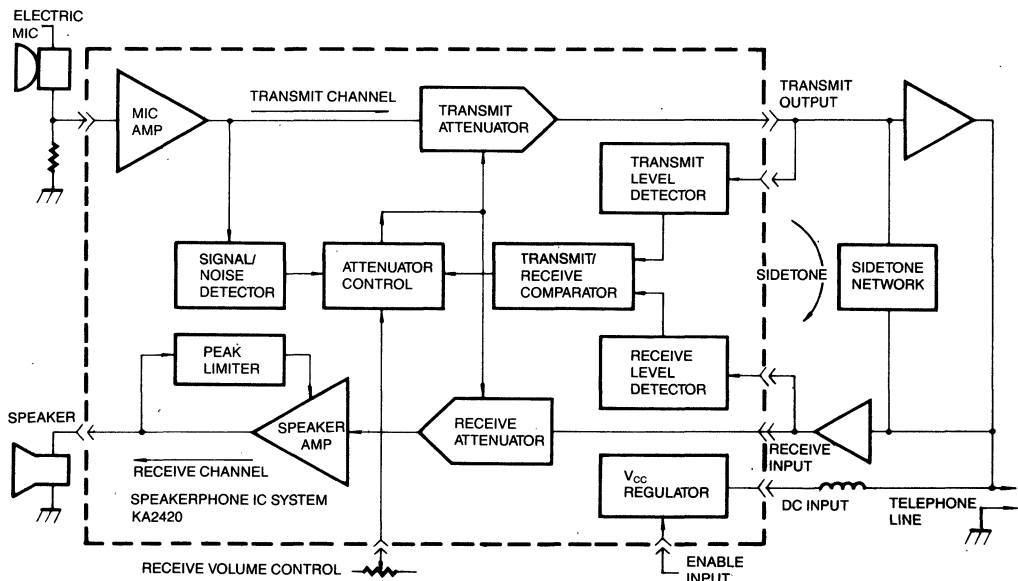 ELECTRIC
MIC
MIC
AMP
TRANSMIT CHANNEL
TRANSMIT
ATTENUATOR
TRANSMIT
OUTPUT
TRANSMIT
LEVEL
DETECTOR
SIGNAL/
NOISE
DETECTOR
ATTENUATOR
CONTROL
TRANSMIT/
RECEIVE
COMPARATOR
SIDETONE
SIDETONE
NETWORK
PEAK
LIMITER
RECEIVE
LEVEL
DETECTOR
SPEAKER
SPEAKER
AMP
RECEIVE
ATTENUATOR
RECEIVE
INPUT
RECEIVE CHANNEL
SPEAKERPHONE IC SYSTEM
KA2420
VCC
REGULATOR
DC INPUT
TELEPHONE
LINE
RECEIVE VOLUME CONTROL
ENABLE
INPUT